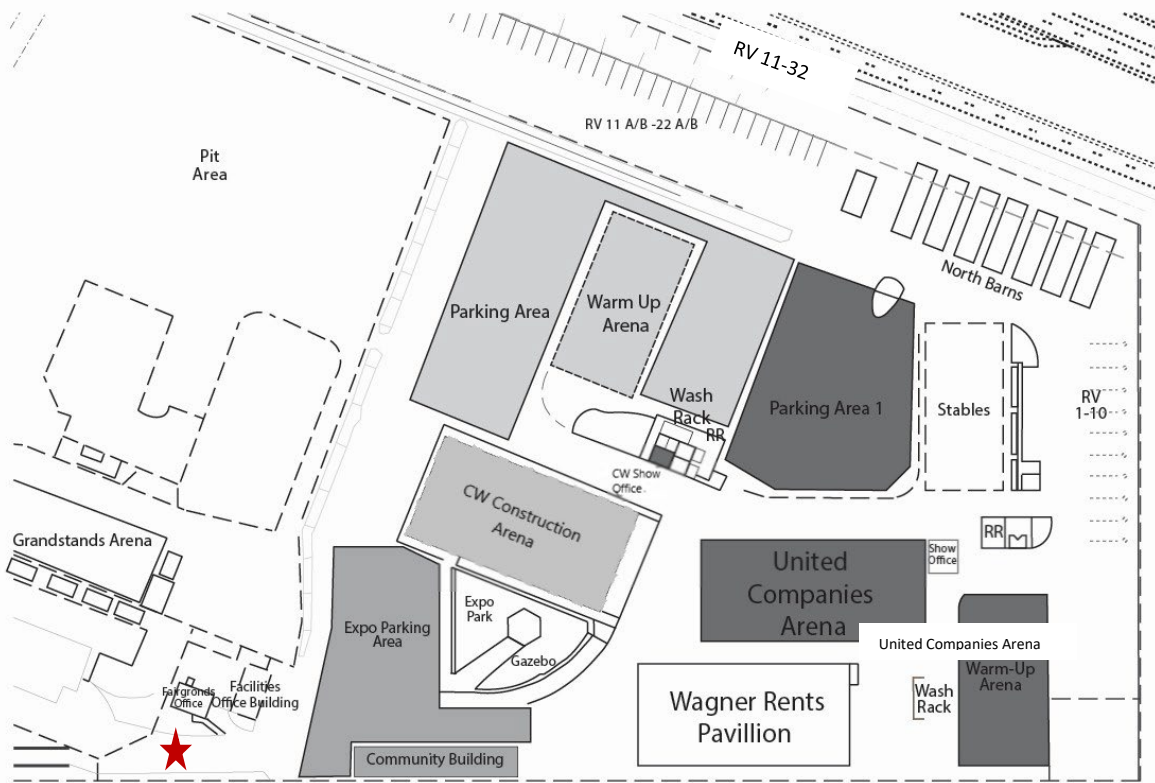 RV 11-32
RV 11 A/B -22 A/B
Pit
Area
North Barns
Parking Area
Warm Up
Arena
Wash
Rack
RR
Parking Area 1
Stables
RV
1-10
CW Show
Office
CW Construction
Arena
Grandstands Arena
RR
United
Companies
Arena
Show
Office
Expo
Park
Expo Parking
Area
Gazebo
United Companies Arena
Warm-Up
Arena
Wash
Rack
Wagner Rents
Pavillion
Fairgronds
Office
Facilities
Office Building
Community Building